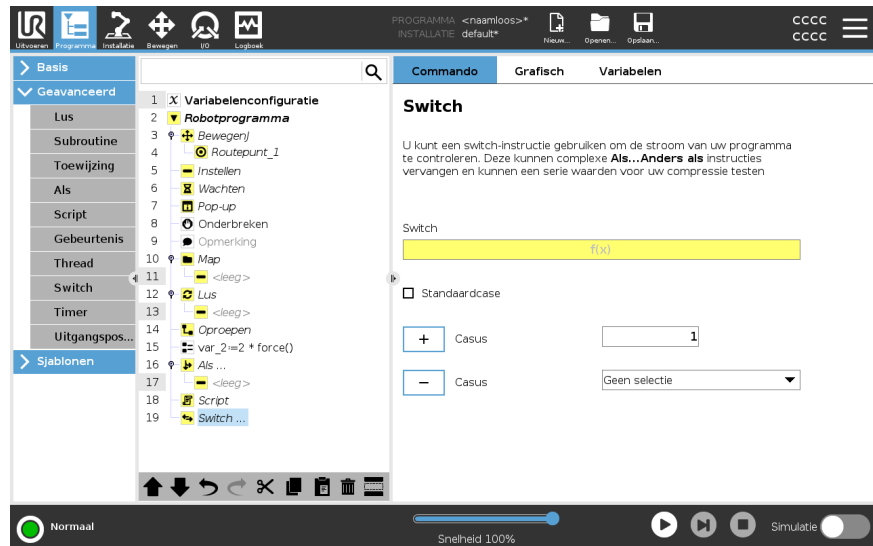 PROGRAMMA <naamloos>*
INSTALLATIE default*
Uitvoeren Programma Installatie Bewegen I/O Logboek
Nieuw... Openen... Opslaan...
CCCC
CCCC
Basis
Geavanceerd
Lus
Subroutine
Toewijzing
Als
Script
Gebeurtenis
Thread
Switch
Timer
Uitgangspos...
Sjablonen
1 X Variabelenconfiguratie
2 Robotprogramma
3 BewegenJ
4 Routepunt_1
5 Instellen
6 Wachten
7 Pop-up
8 Onderbreken
9 Opmerking
10 Map
11 <leeg>
12 Lus
13 <leeg>
14 Oproepen
15 var_2:=2 * force()
16 Als ...
17 <leeg>
18 Script
19 Switch ...
Commando Grafisch Variabelen
Switch
U kunt een switch-instructie gebruiken om de stroom van uw programma
te controleren. Deze kunnen complexe Als...Anders als instructies
vervangen en kunnen een serie waarden voor uw compressie testen
Switch
f(x)
Standaardcase
+ Casus 1
− Casus Geen selectie
Normaal
Snelheid 100%
Simulatie